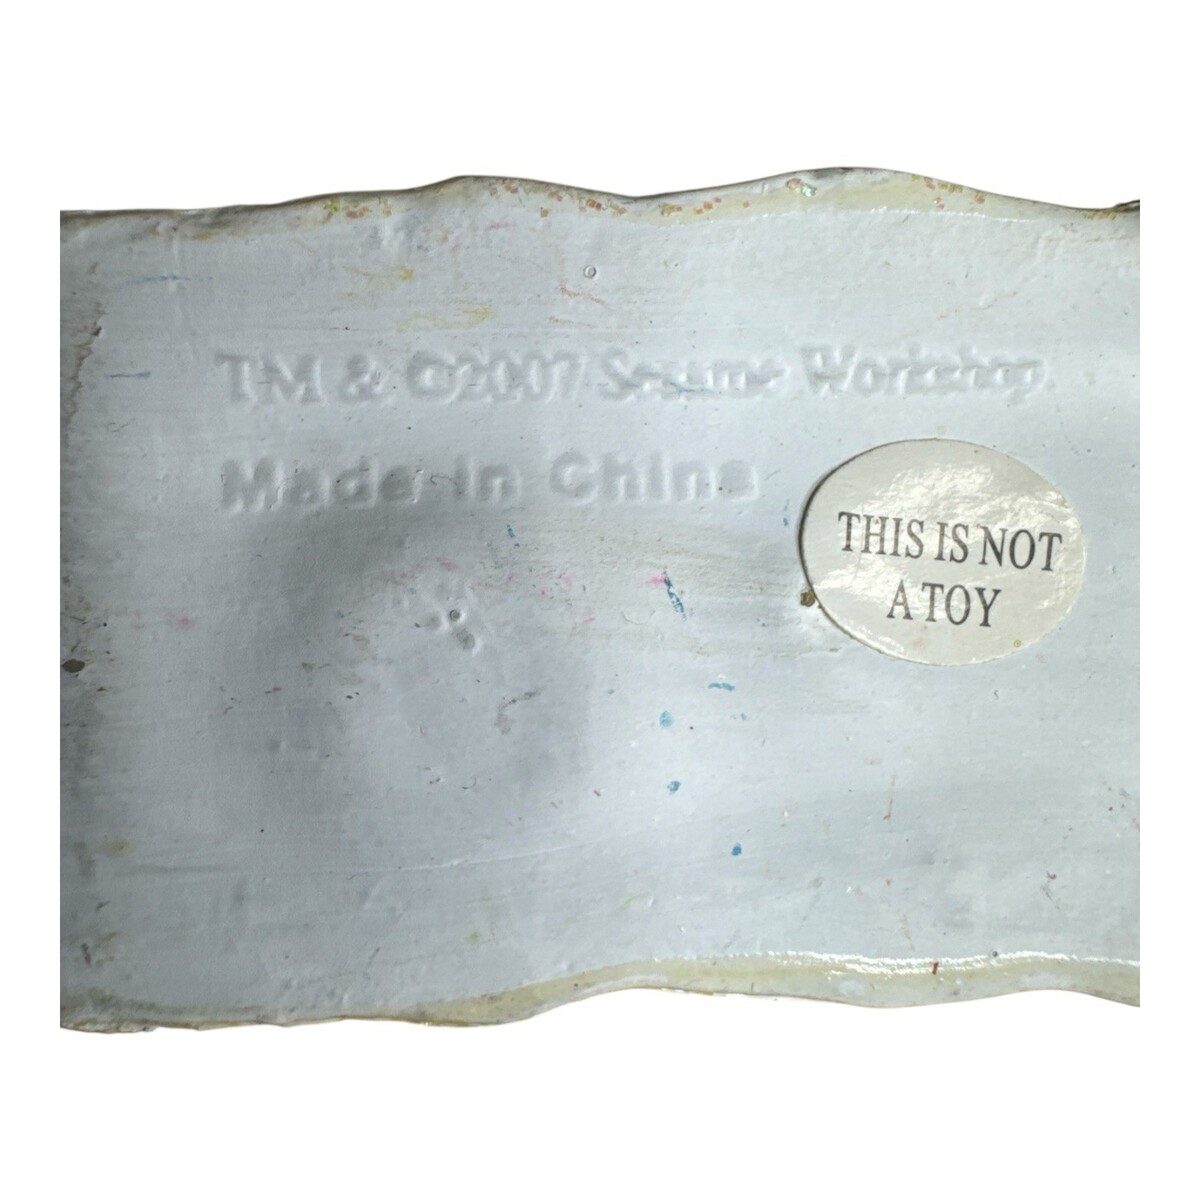 TM & ©2007 Sesame Workshop.
Made in China
THIS IS NOT
A TOY